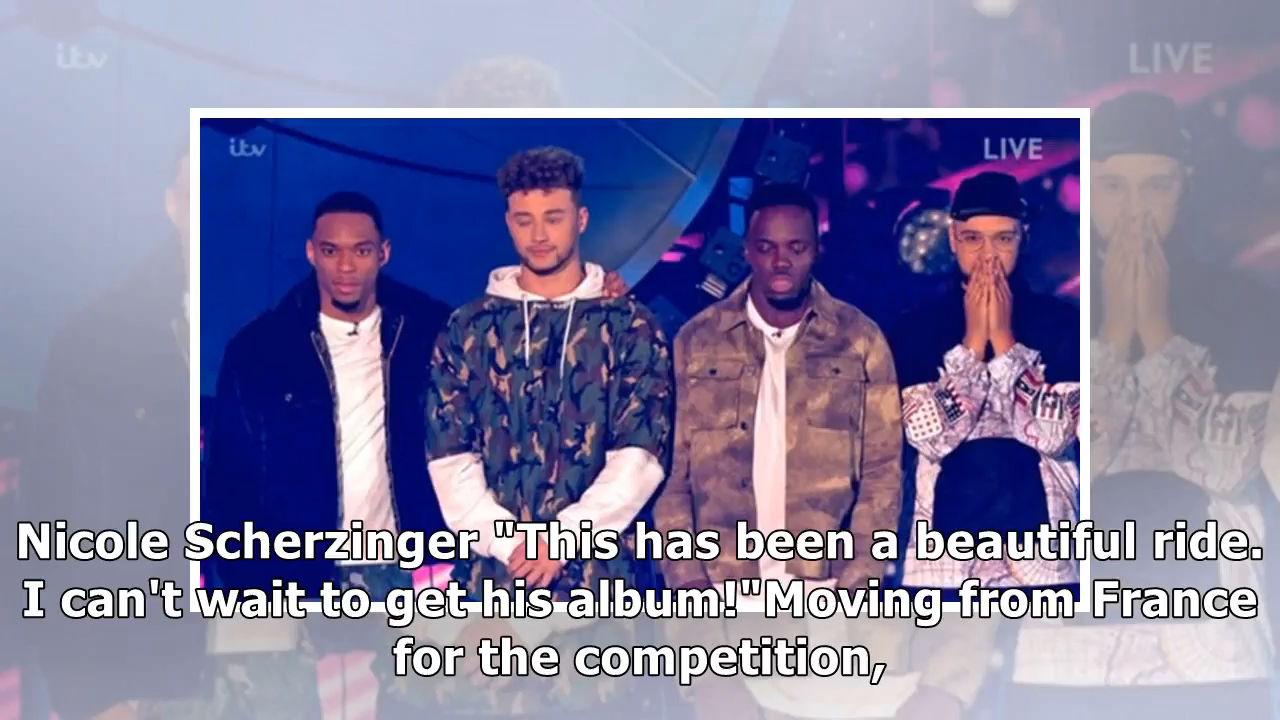 itv LIVE
itv LIVE
Nicole Scherzinger "This has been a beautiful ride.
I can't wait to get his album!"Moving from France
for the competition,